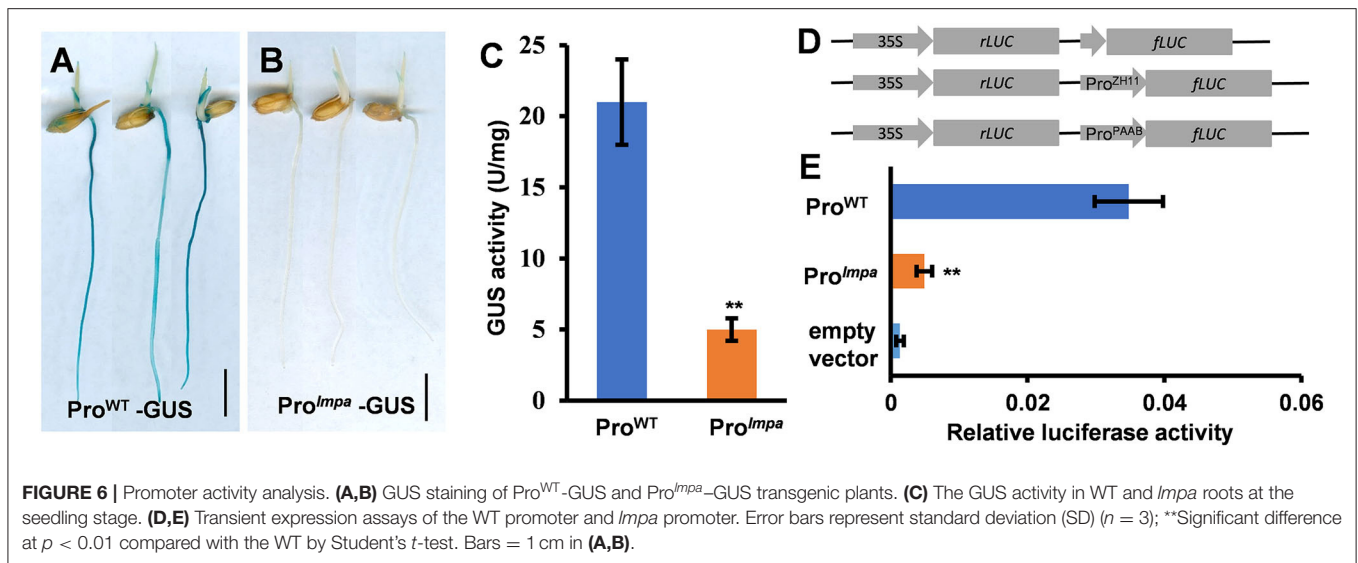 A
Pro^WT -GUS
B
Pro^lmpa -GUS
C
GUS activity (U/mg)
25
20
15
10
5
0
**
Pro^WT
Pro^lmpa
D
35S rLUC fLUC
35S rLUC Pro^ZH11 fLUC
35S rLUC Pro^PAAB fLUC
E
Pro^WT
Pro^lmpa
**
empty
vector
0 0.02 0.04 0.06
Relative luciferase activity
FIGURE 6 | Promoter activity analysis. (A,B) GUS staining of Pro^WT-GUS and Pro^lmpa–GUS transgenic plants. (C) The GUS activity in WT and lmpa roots at the
seedling stage. (D,E) Transient expression assays of the WT promoter and lmpa promoter. Error bars represent standard deviation (SD) (n = 3); **Significant difference
at p < 0.01 compared with the WT by Student's t-test. Bars = 1 cm in (A,B).